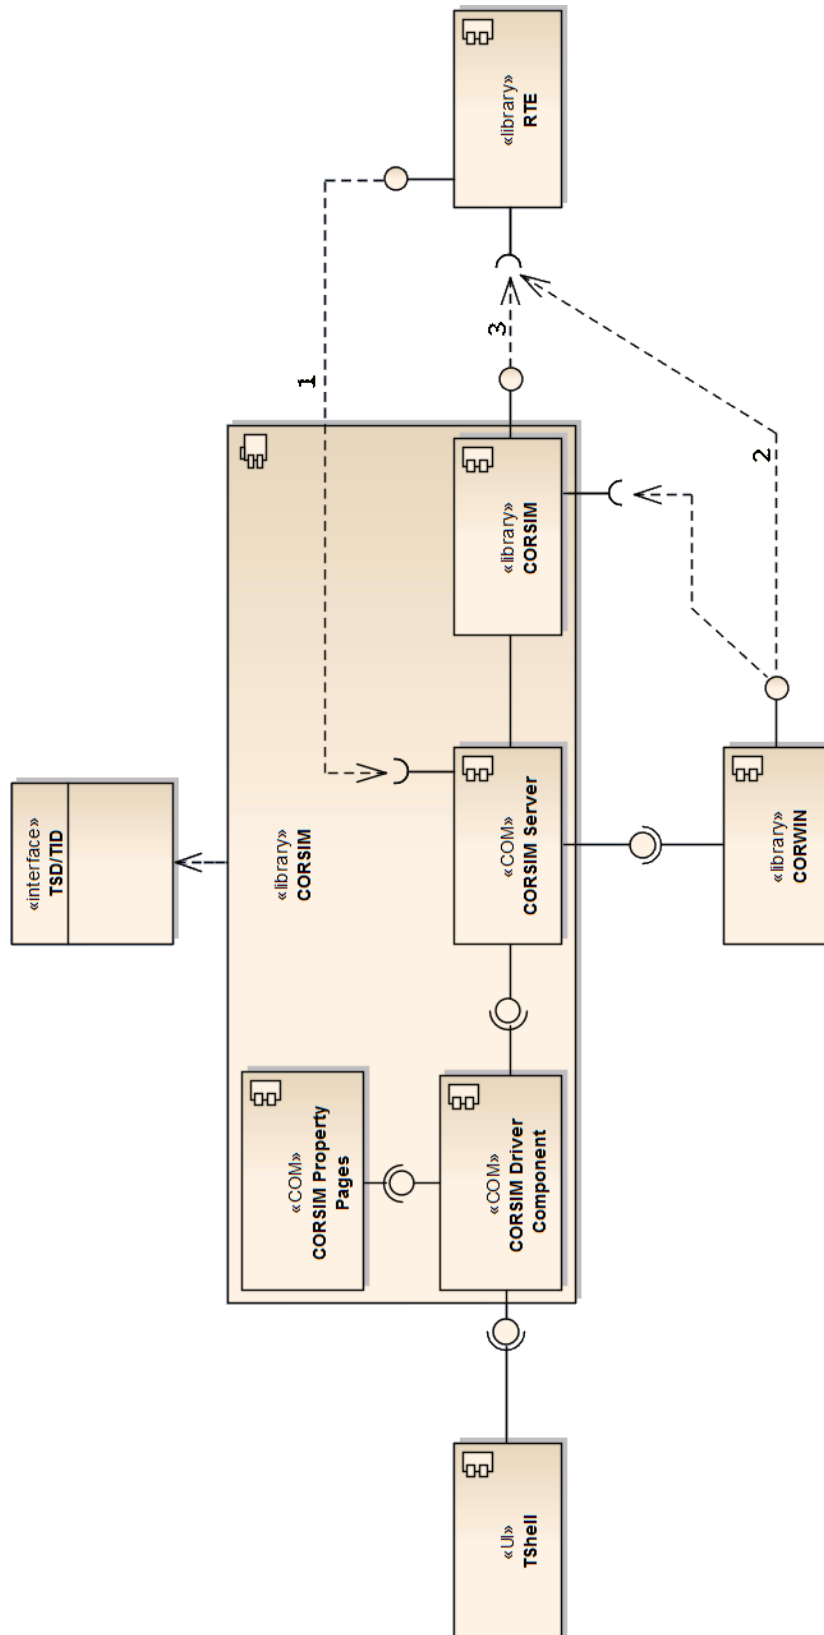 «library»
RTE
1
3
2
«library»
CORSIM
«interface»
TSD/TID
«library»
CORSIM
«COM»
CORSIM Server
«library»
CORWIN
«COM»
CORSIM Property
Pages
«COM»
CORSIM Driver
Component
«UI»
TShell